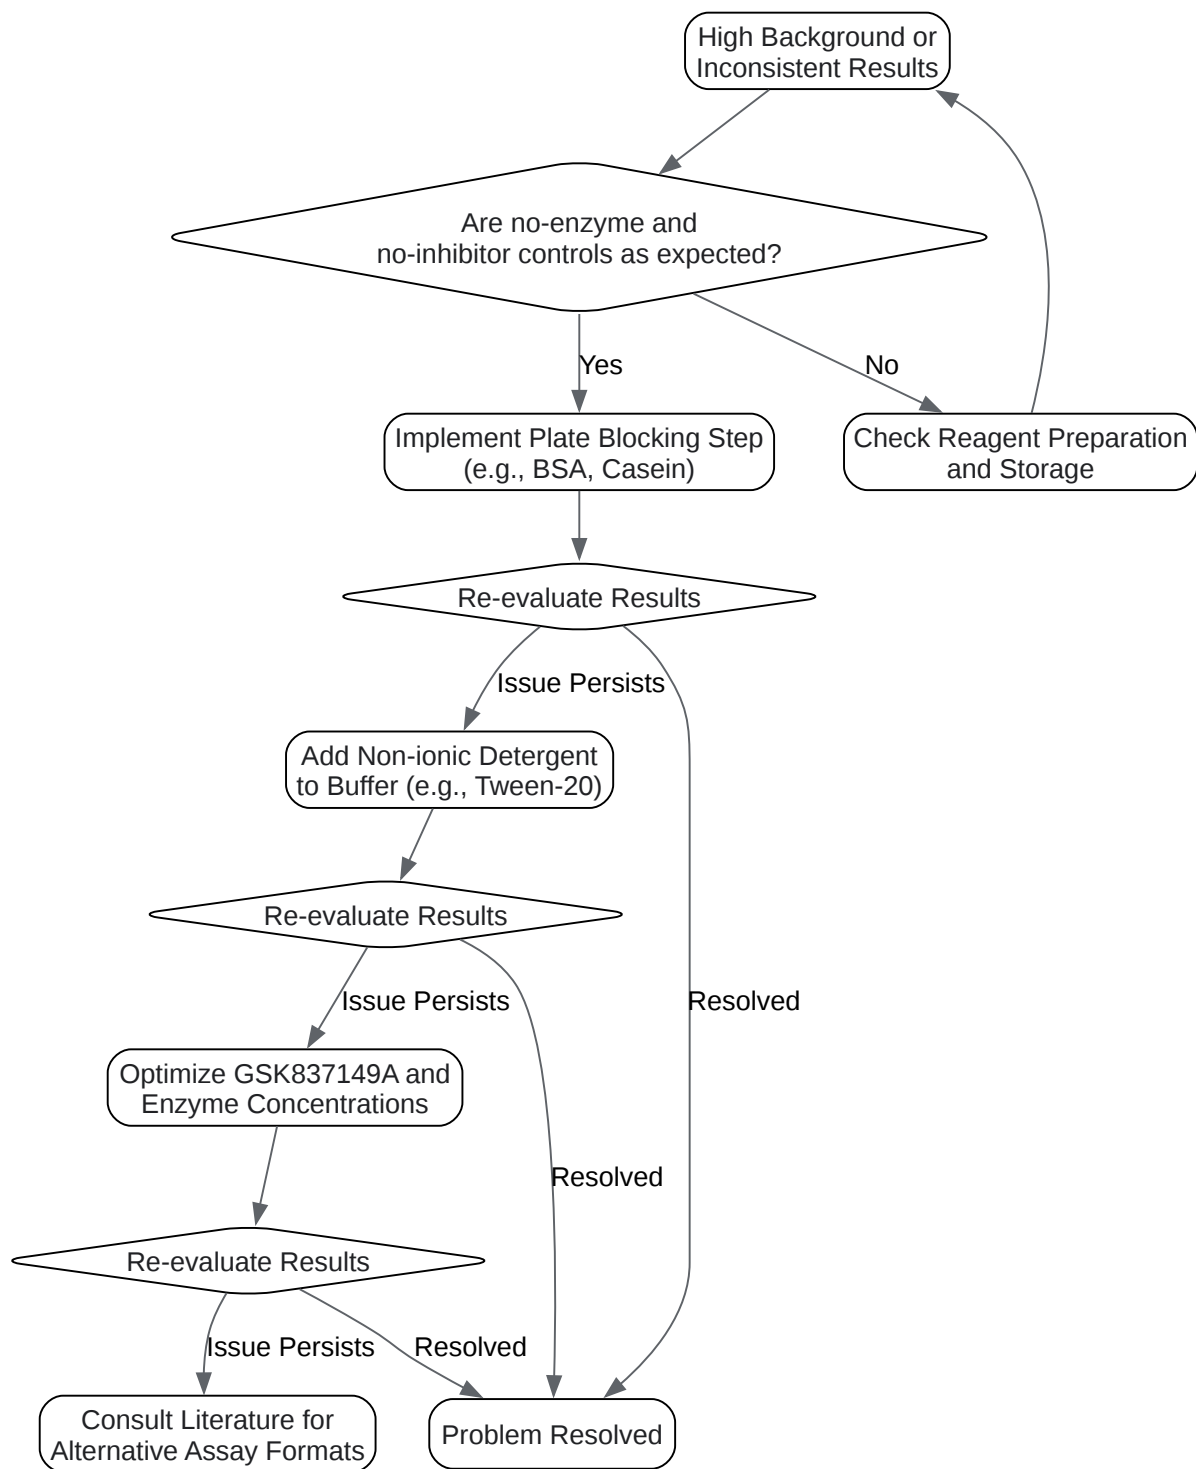 High Background or
Inconsistent Results
Are no-enzyme and
no-inhibitor controls as expected?
Yes
No
Implement Plate Blocking Step
(e.g., BSA, Casein)
Check Reagent Preparation
and Storage
Re-evaluate Results
Issue Persists
Add Non-ionic Detergent
to Buffer (e.g., Tween-20)
Re-evaluate Results
Issue Persists
Resolved
Optimize GSK837149A and
Enzyme Concentrations
Resolved
Re-evaluate Results
Issue Persists
Resolved
Consult Literature for
Alternative Assay Formats
Problem Resolved